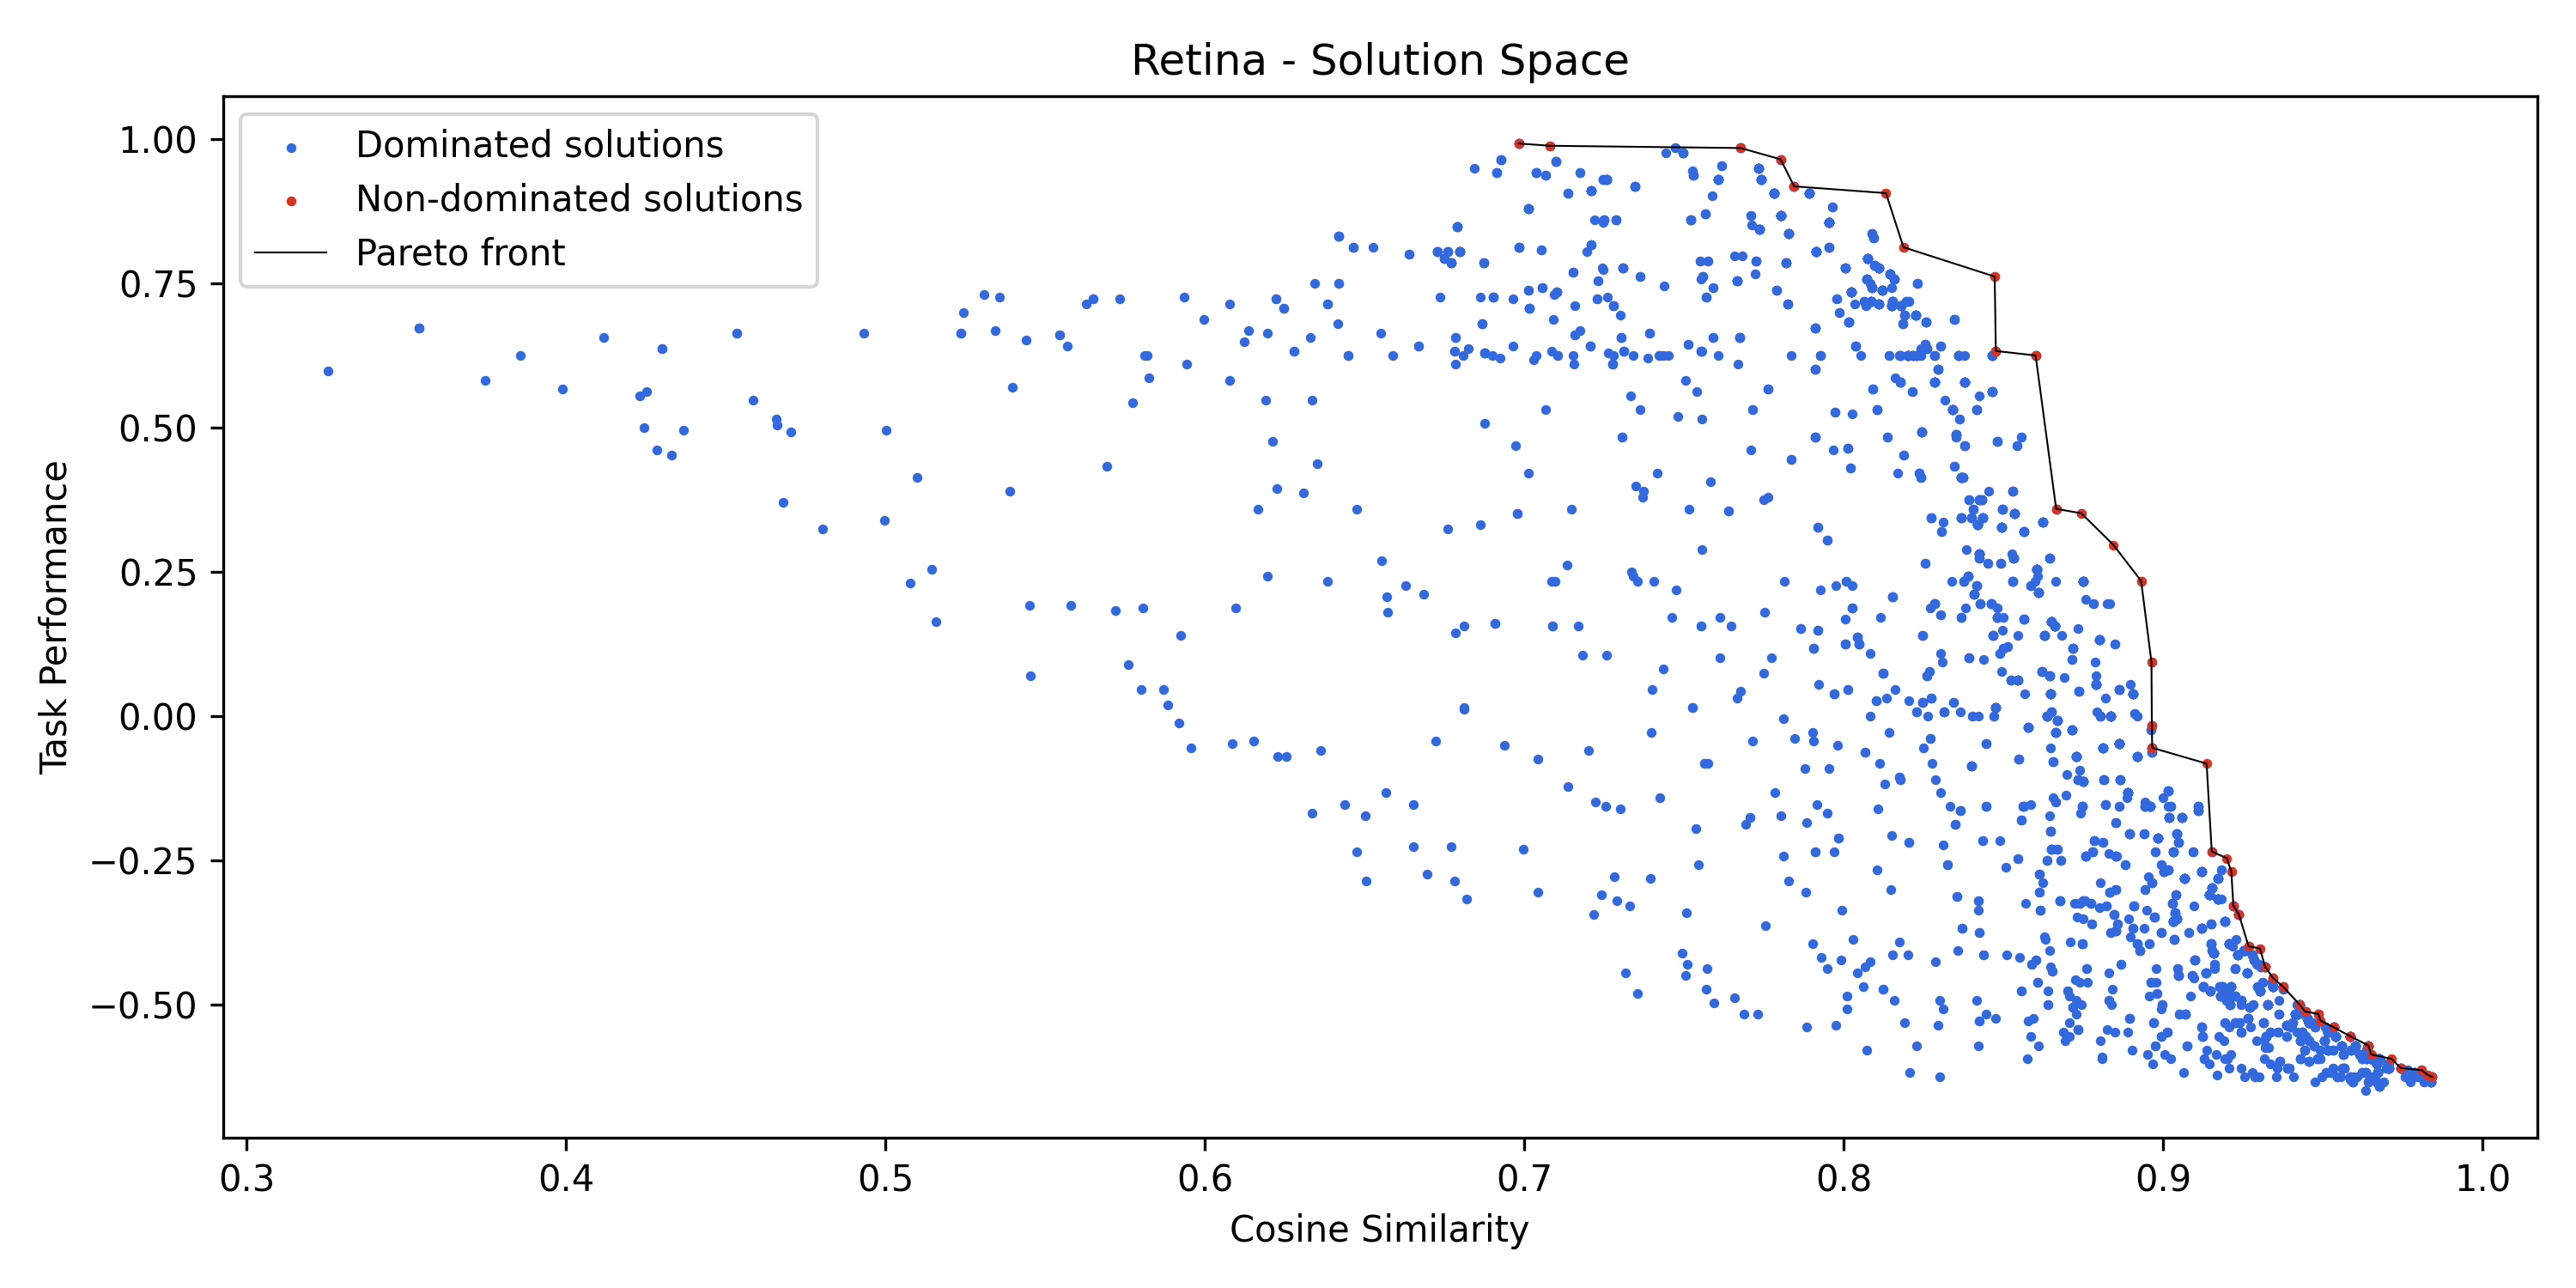 Retina - Solution Space
Dominated solutions
Non-dominated solutions
Pareto front
1.00
0.75
0.50
0.25
0.00
−0.25
−0.50
Task Performance
0.3 0.4 0.5 0.6 0.7 0.8 0.9 1.0
Cosine Similarity